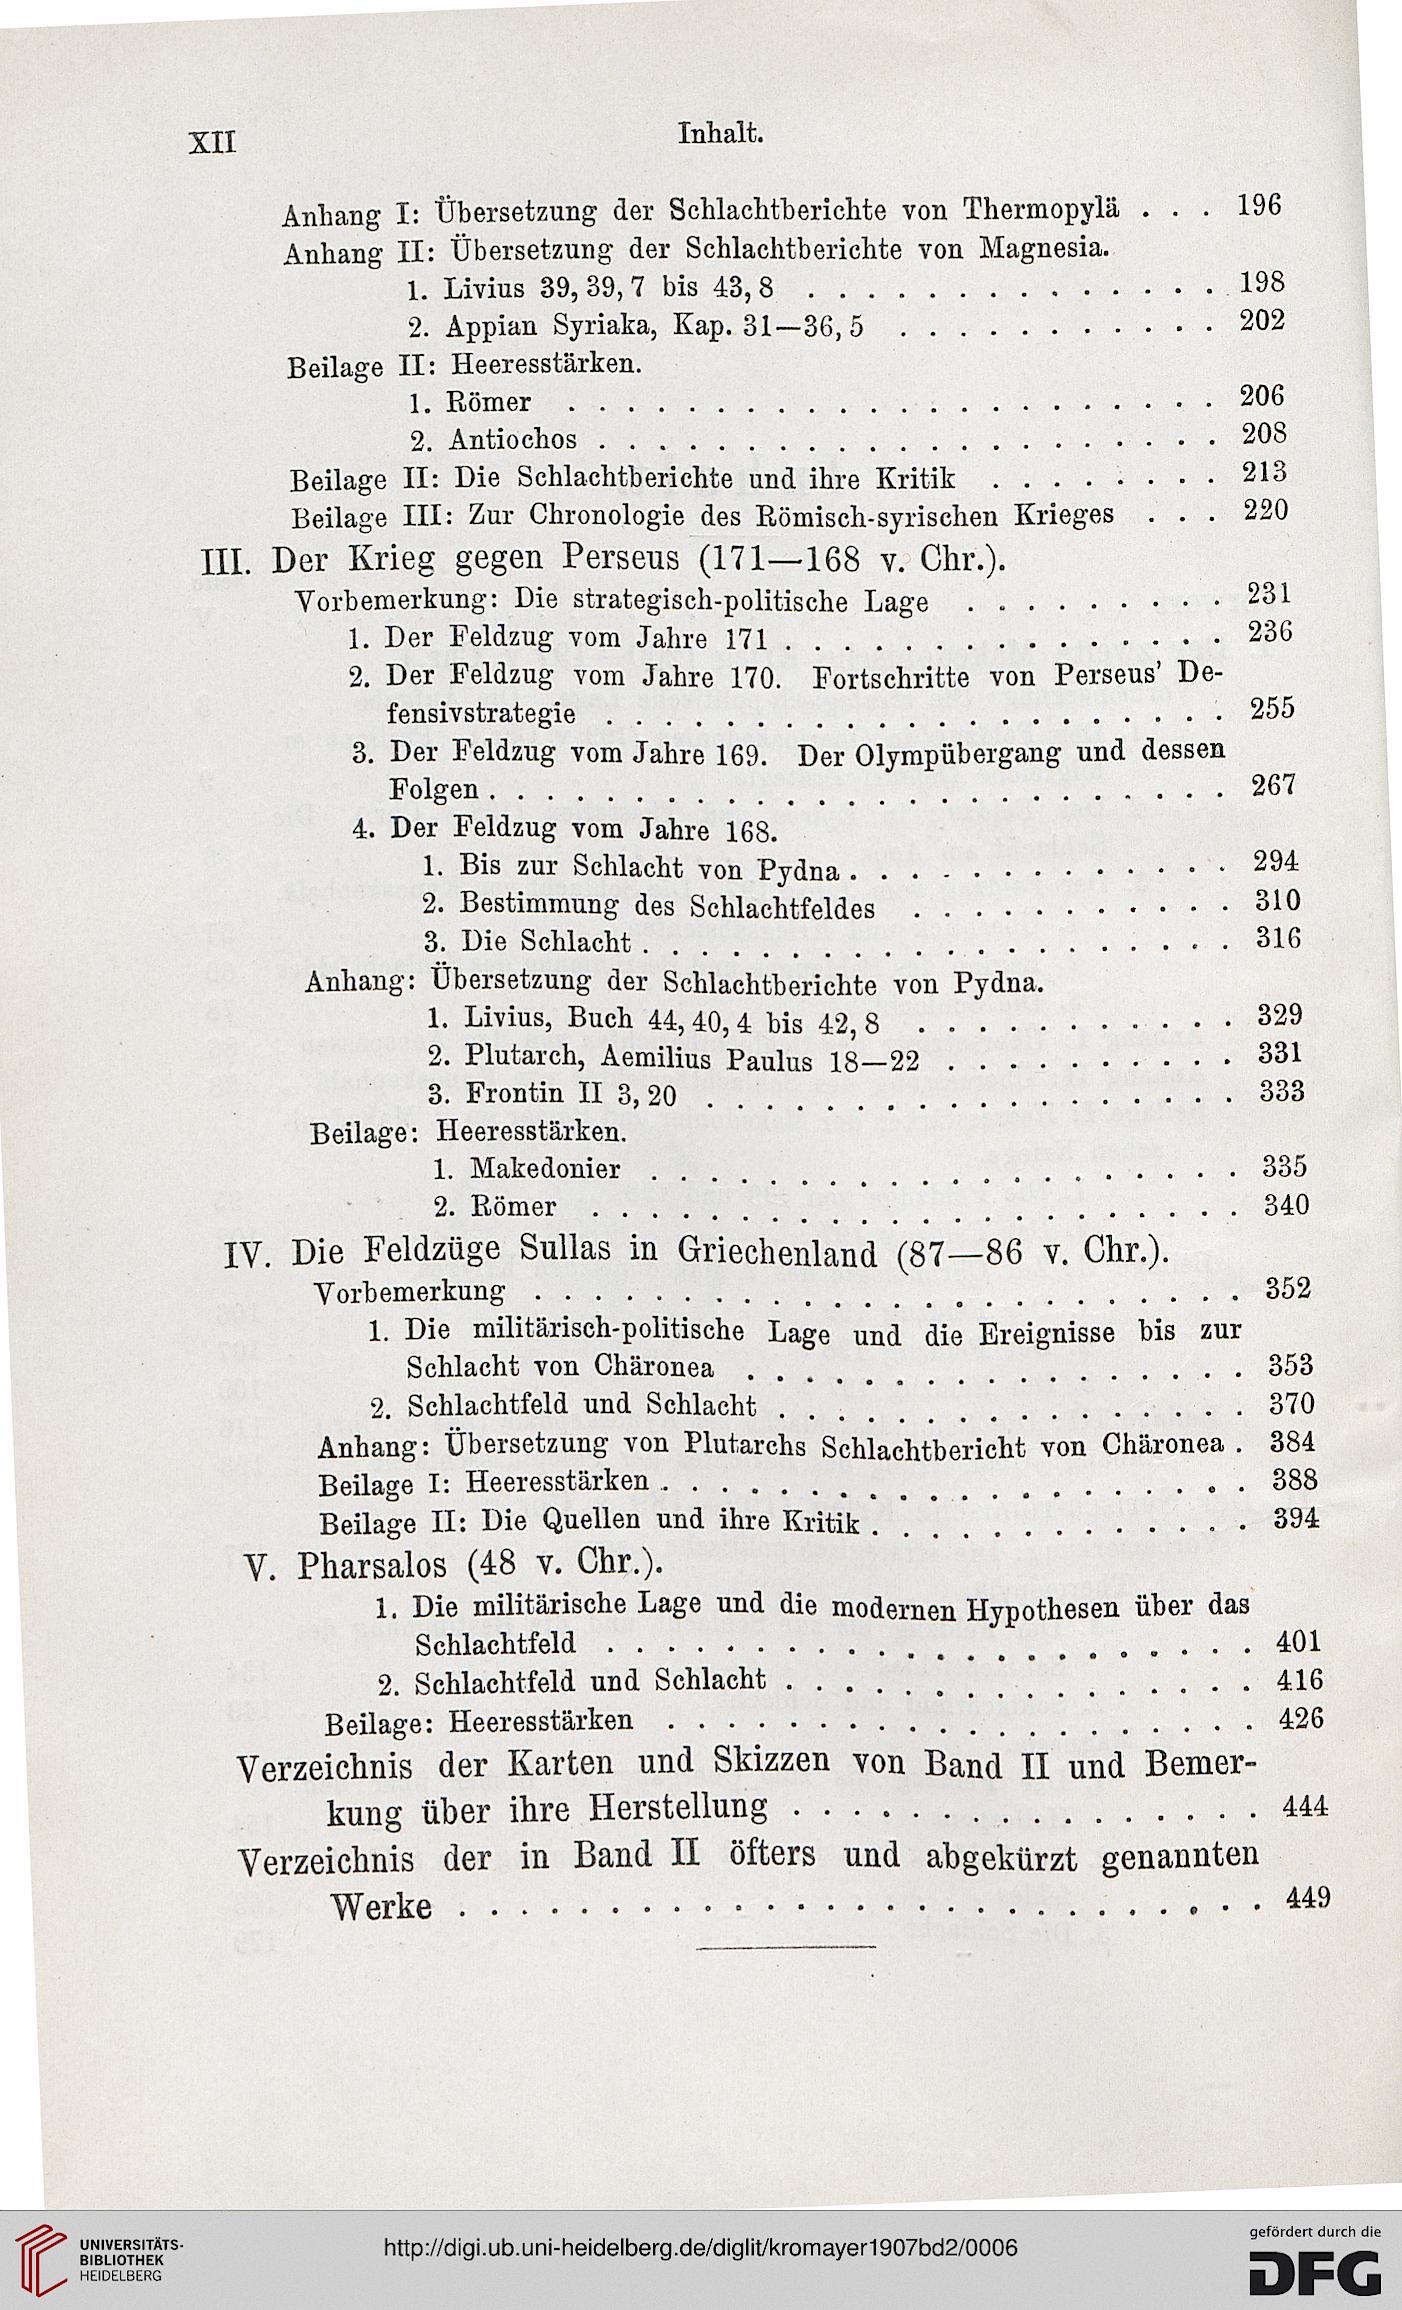 XII
Inhalt.
Anhang I: Übersetzung der Schlachtberichte von Thermopylä . . . 196
Anhang II: Übersetzung der Schlachtberichte von Magnesia.
1. Livius 39, 39, 7 bis 43, 8 . . . . . . . . . . . . . . . 198
2. Appian Syriaka, Kap. 31—36, 5 . . . . . . . . . . . 202
Beilage II: Heeresstärken.
1. Römer . . . . . . . . . . . . . . . . . . . . . . 206
2. Antiochos . . . . . . . . . . . . . . . . . . . . . 208
Beilage II: Die Schlachtberichte und ihre Kritik . . . . . . . . 213
Beilage III: Zur Chronologie des Römisch-syrischen Krieges . . . 220
III. Der Krieg gegen Perseus (171—168 v. Chr.).
Vorbemerkung: Die strategisch-politische Lage . . . . . . . . . 231
1. Der Feldzug vom Jahre 171 . . . . . . . . . . . . . . . 236
2. Der Feldzug vom Jahre 170. Fortschritte von Perseus' De-
fensivstrategie . . . . . . . . . . . . . . . . . . . . . 255
3. Der Feldzug vom Jahre 169. Der Olympübergang und dessen
Folgen . . . . . . . . . . . . . . . . . . . . . . . . . 267
4. Der Feldzug vom Jahre 168.
1. Bis zur Schlacht von Pydna . . . . . . . . . . . . . 294
2. Bestimmung des Schlachtfeldes . . . . . . . . . . . 310
3. Die Schlacht . . . . . . . . . . . . . . . . . . . . 316
Anhang: Übersetzung der Schlachtberichte von Pydna.
1. Livius, Buch 44, 40, 4 bis 42, 8 . . . . . . . . . . . 329
2. Plutarch, Aemilius Paulus 18—22 . . . . . . . . . . 331
3. Frontin II 3, 20 . . . . . . . . . . . . . . . . . . 333
Beilage: Heeresstärken.
1. Makedonier . . . . . . . . . . . . . . . . . . . . 335
2. Römer . . . . . . . . . . . . . . . . . . . . . . 340
IV. Die Feldzüge Sullas in Griechenland (87—86 v. Chr.).
Vorbemerkung . . . . . . . . . . . . . . . . . . . . . . . . 352
1. Die militärisch-politische Lage und die Ereignisse bis zur
Schlacht von Chäronea . . . . . . . . . . . . . . . . . 353
2. Schlachtfeld und Schlacht . . . . . . . . . . . . . . . . 370
Anhang: Übersetzung von Plutarchs Schlachtbericht von Chäronea . 384
Beilage I: Heeresstärken . . . . . . . . . . . . . . . . . . . . 388
Beilage II: Die Quellen und ihre Kritik . . . . . . . . . . . . . 394
V. Pharsalos (48 v. Chr.).
1. Die militärische Lage und die modernen Hypothesen über das
Schlachtfeld . . . . . . . . . . . . . . . . . . . . . . 401
2. Schlachtfeld und Schlacht . . . . . . . . . . . . . . . . 416
Beilage: Heeresstärken . . . . . . . . . . . . . . . . . . . . 426
Verzeichnis der Karten und Skizzen von Band II und Bemer-
kung über ihre Herstellung . . . . . . . . . . . . . . . . 444
Verzeichnis der in Band II öfters und abgekürzt genannten
Werke . . . . . . . . . . . . . . . . . . . . . . . . . . . 449
UNIVERSITÄTS-
BIBLIOTHEK
HEIDELBERG
http://digi.ub.uni-heidelberg.de/diglit/kromayer1907bd2/0006
gefördert durch die
DFG